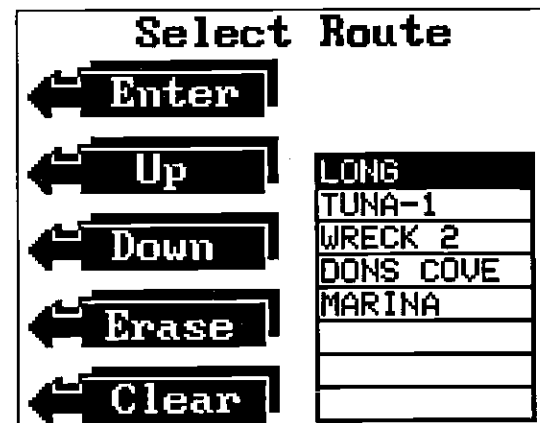 Select Route
Enter
Up
Down
Erase
Clear
LONG
TUNA-1
WRECK 2
DONS COVE
MARINA